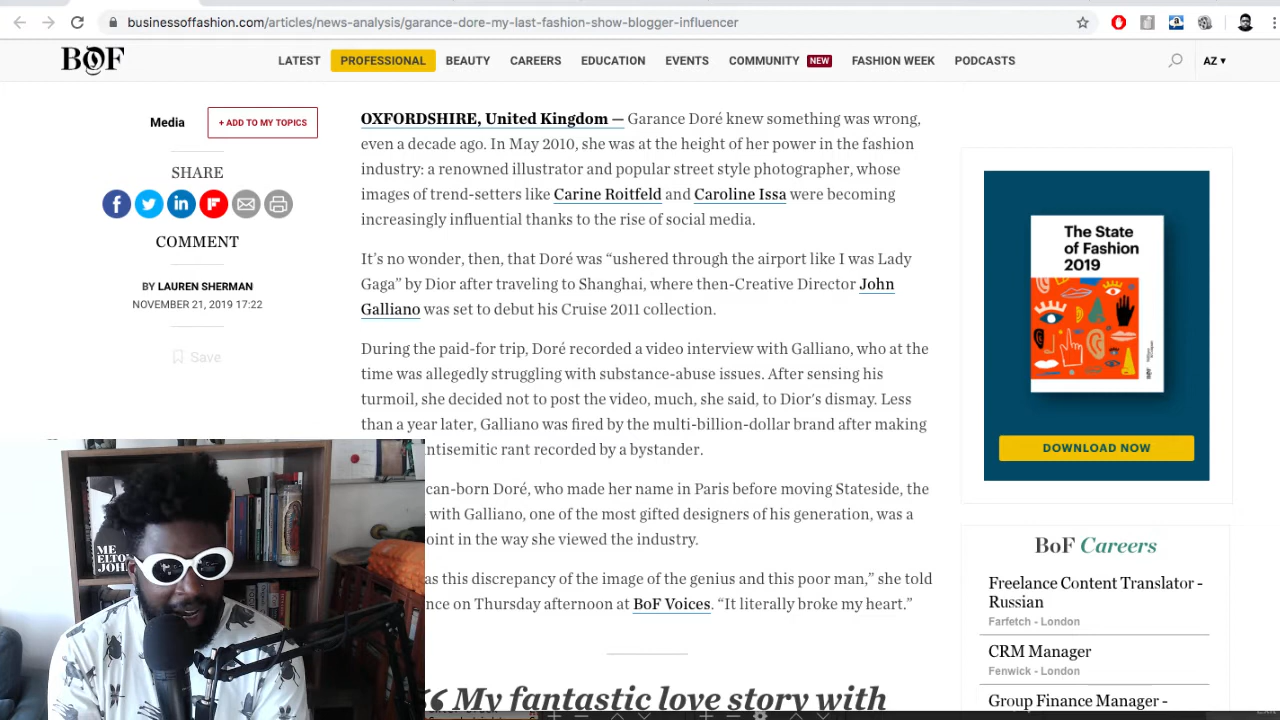 businessoffashion.com/articles/news-analysis/garance-dore-my-last-fashion-show-blogger-influencer
BOF
LATEST
PROFESSIONAL
BEAUTY
CAREERS
EDUCATION
EVENTS
COMMUNITY NEW
FASHION WEEK
PODCASTS
AZ ▾
Media
+ ADD TO MY TOPICS
SHARE
COMMENT
BY LAUREN SHERMAN
NOVEMBER 21, 2019 17:22
Save
OXFORDSHIRE, United Kingdom — Garance Doré knew something was wrong,
even a decade ago. In May 2010, she was at the height of her power in the fashion
industry: a renowned illustrator and popular street style photographer, whose
images of trend-setters like Carine Roitfeld and Caroline Issa were becoming
increasingly influential thanks to the rise of social media.
It’s no wonder, then, that Doré was “ushered through the airport like I was Lady
Gaga” by Dior after traveling to Shanghai, where then-Creative Director John
Galliano was set to debut his Cruise 2011 collection.
During the paid-for trip, Doré recorded a video interview with Galliano, who at the
time was allegedly struggling with substance-abuse issues. After sensing his
turmoil, she decided not to post the video, much, she said, to Dior’s dismay. Less
than a year later, Galliano was fired by the multi-billion-dollar brand after making
ntisemitic rant recorded by a bystander.
can-born Doré, who made her name in Paris before moving Stateside, the
with Galliano, one of the most gifted designers of his generation, was a
oint in the way she viewed the industry.
as this discrepancy of the image of the genius and this poor man,” she told
nce on Thursday afternoon at BoF Voices. “It literally broke my heart.”
“ My fantastic love story with
The State
of Fashion
2019
DOWNLOAD NOW
BoF Careers
Freelance Content Translator -
Russian
Farfetch - London
CRM Manager
Fenwick - London
Group Finance Manager -
ME
ELTON
JOHN